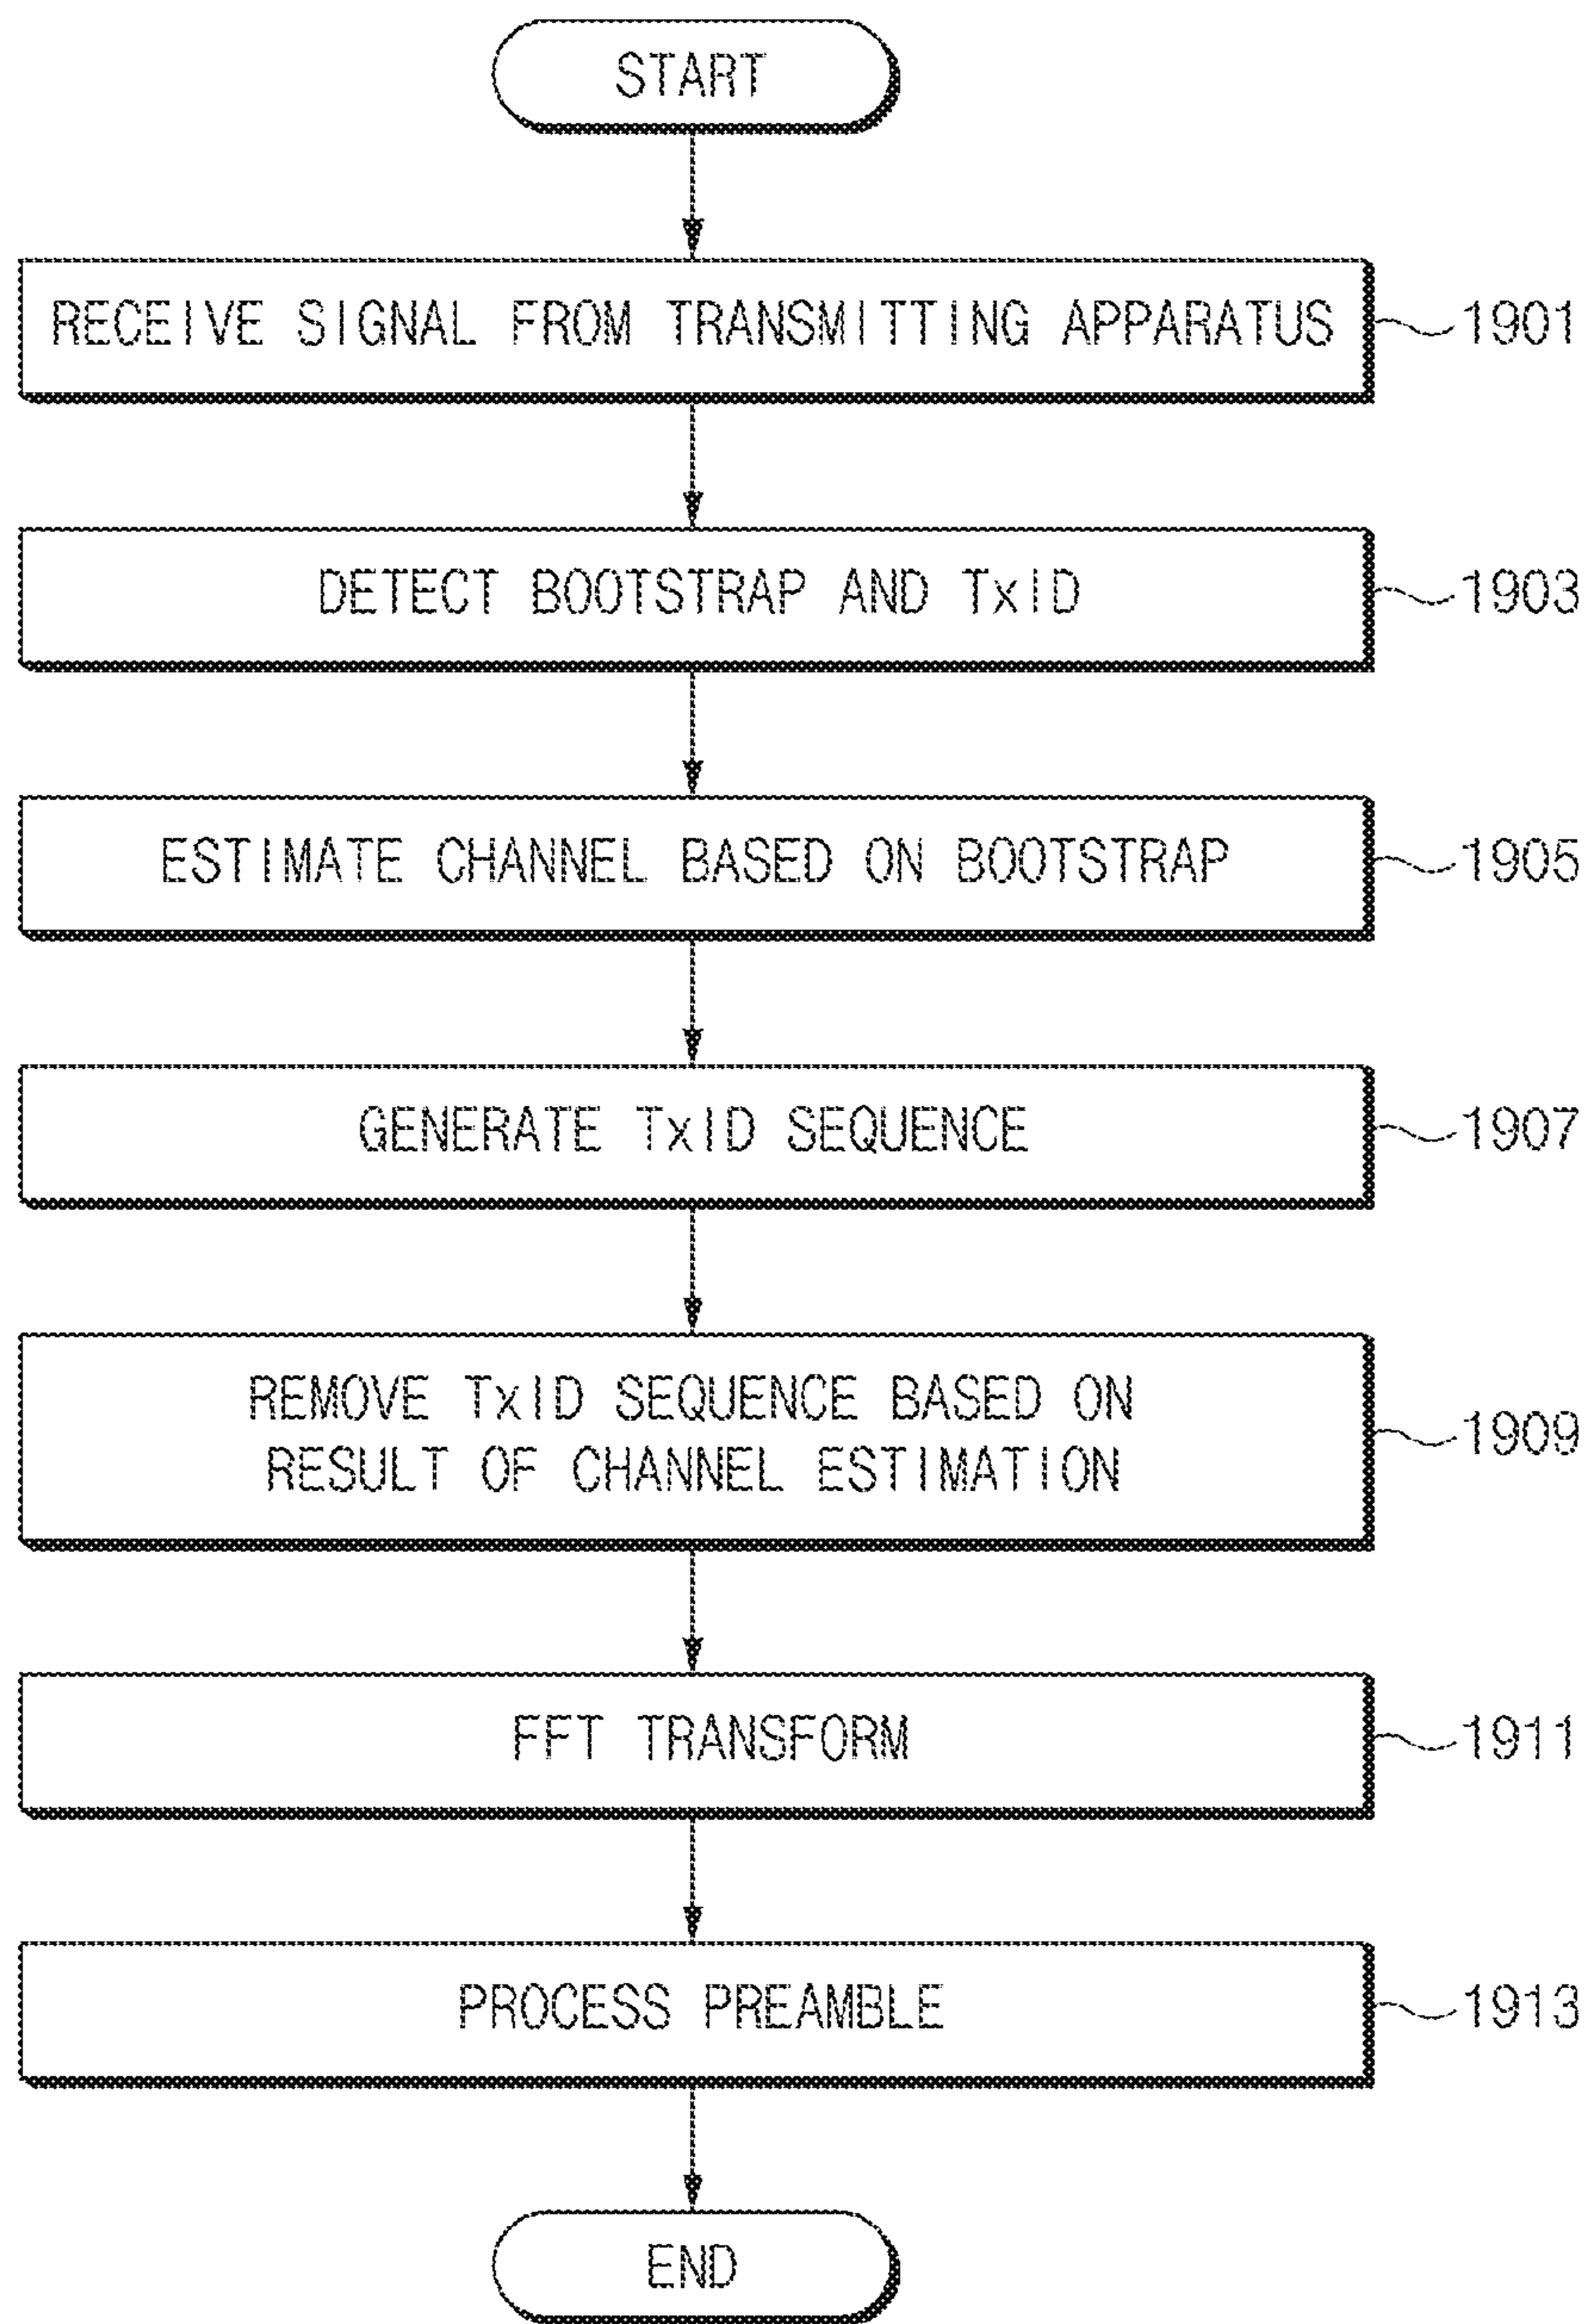 START
RECEIVE SIGNAL FROM TRANSMITTING APPARATUS
1901
DETECT BOOTSTRAP AND TxID
1903
ESTIMATE CHANNEL BASED ON BOOTSTRAP
1905
GENERATE TxID SEQUENCE
1907
REMOVE TxID SEQUENCE BASED ON
RESULT OF CHANNEL ESTIMATION
1909
FFT TRANSFORM
1911
PROCESS PREAMBLE
1913
END